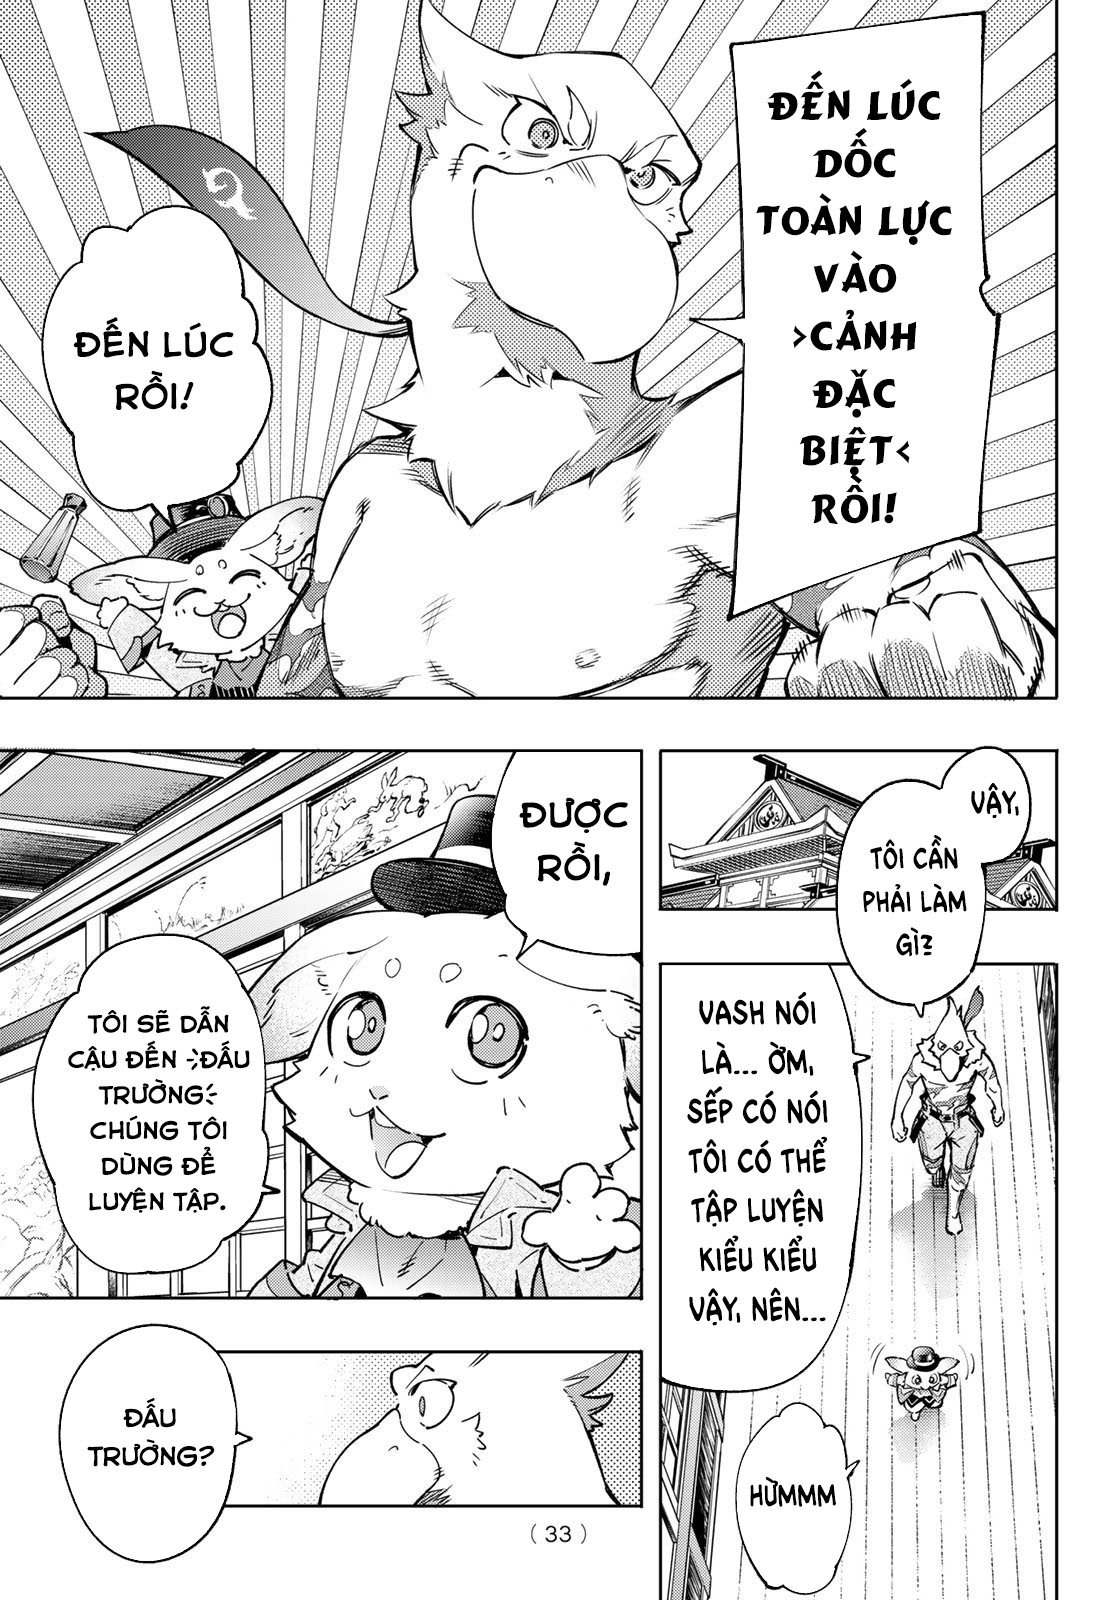 ĐẾN LÚC
DỐC
TOÀN LỰC
VÀO
>CẢNH
ĐẶC
BIỆT<
RỒI!
ĐẾN LÚC
RỒI!
VẬY,
TÔI CẦN
PHẢI LÀM
GÌ?
VASH NÓI
LÀ... ỜM,
SẾP CÓ NÓI
TÔI CÓ THỂ
TẬP LUYỆN
KIỂU KIỂU
VẬY, NÊN...
HỪMMM
ĐƯỢC
RỒI,
TÔI SẼ DẪN
CẬU ĐẾN >ĐẤU
TRƯỜNG<
CHÚNG TÔI
DÙNG ĐỂ
LUYỆN TẬP.
ĐẤU
TRƯỜNG?
( 33 )